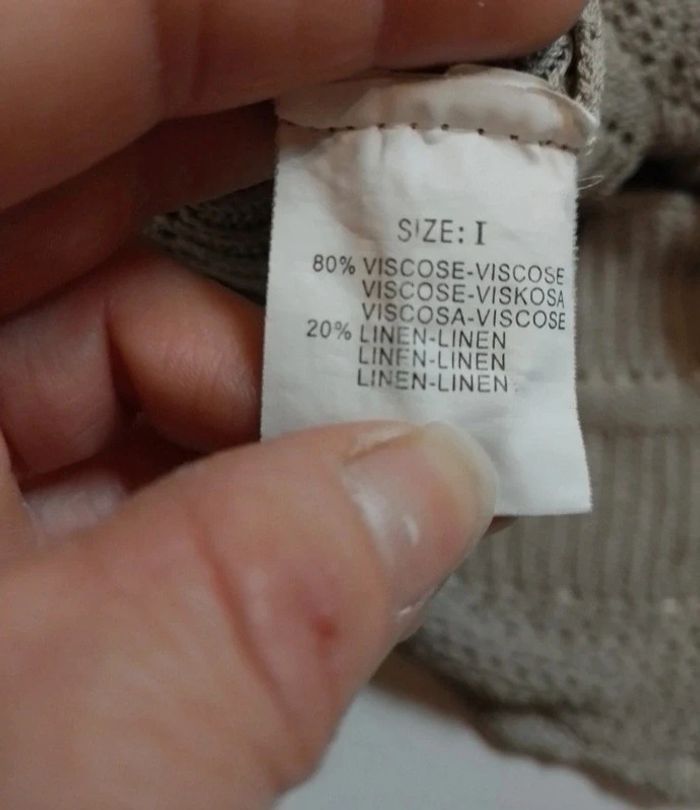 SIZE: I
80% VISCOSE-VISCOSE
VISCOSE-VISKOSA
VISCOSA-VISCOSE
20% LINEN-LINEN
LINEN-LINEN
LINEN-LINEN